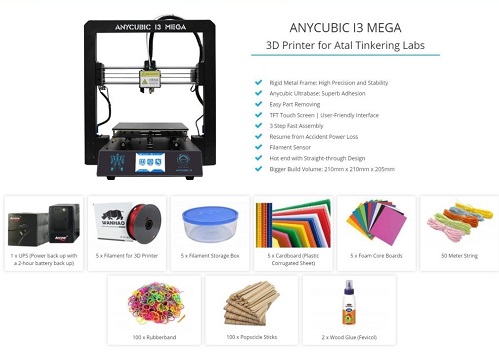 ANYCUBIC I3 MEGA
ANYCUBIC I3 MEGA
3D Printer for Atal Tinkering Labs
Rigid Metal Frame: High Precision and Stability
Anycubic Ultrabase: Superb Adhesion
Easy Part Removing
TFT Touch Screen | User-Friendly Interface
3 Step Fast Assembly
Resume from Accident Power Loss
Filament Sensor
Hot end with Straight-through Design
Bigger Build Volume: 210mm x 210mm x 205mm
WANHAO
1 x UPS (Power back up with
a 2-hour battery back up)
5 x Filament for 3D Printer
5 x Filament Storage Box
5 x Cardboard (Plastic
Corrugated Sheet)
5 x Foam Core Boards
50 Meter String
100 x Rubberband
100 x Popsicle Sticks
2 x Wood Glue (Fevicol)